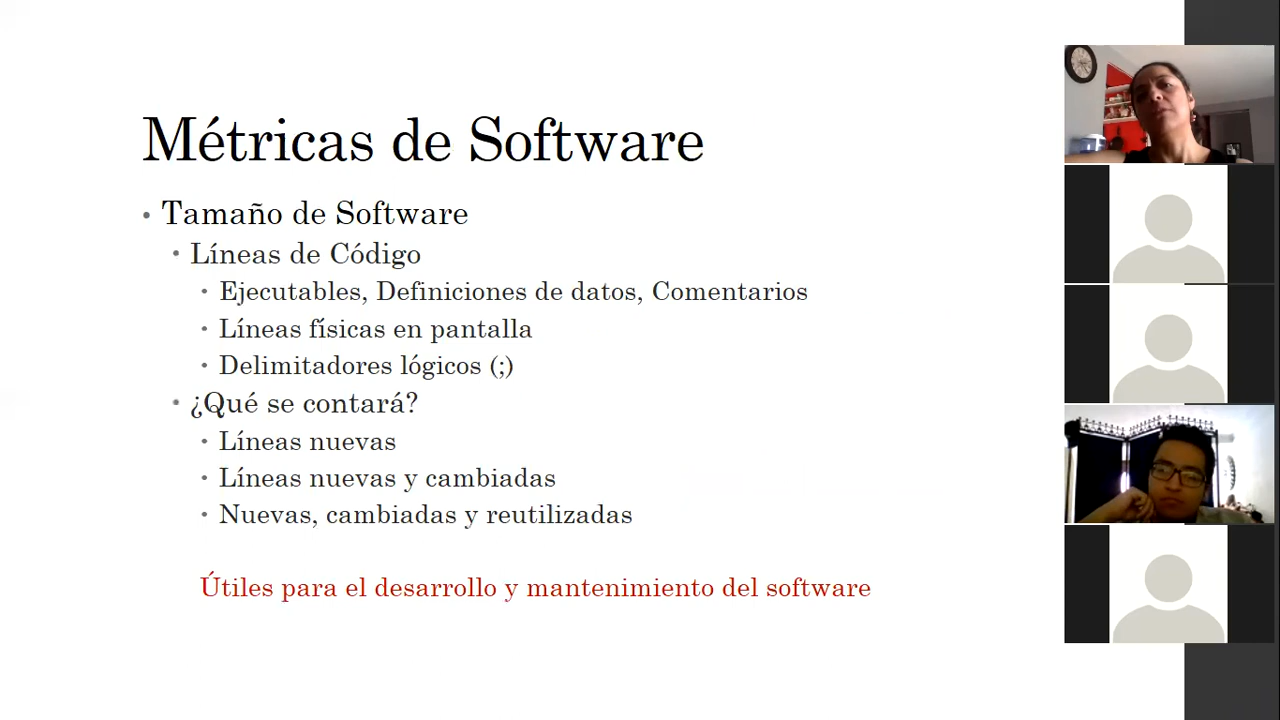 Métricas de Software
• Tamaño de Software
• Líneas de Código
• Ejecutables, Definiciones de datos, Comentarios
• Líneas físicas en pantalla
• Delimitadores lógicos (;)
• ¿Qué se contará?
• Líneas nuevas
• Líneas nuevas y cambiadas
• Nuevas, cambiadas y reutilizadas
Útiles para el desarrollo y mantenimiento del software